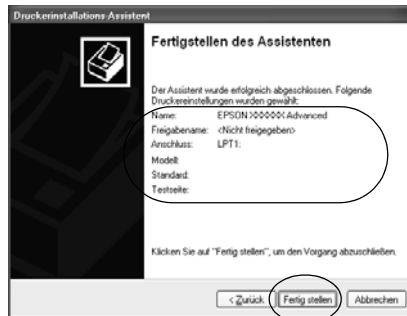 Druckerinstallations-Assistent
Fertigstellen des Assistenten
Der Assistent wurde erfolgreich abgeschlossen. Folgende
Druckereinstellungen wurden gewählt:
Name: EPSON XXXXXX Advanced
Freigabename: <Nicht freigegeben>
Anschluss: LPT1:
Modell:
Standard:
Testseite:
Klicken Sie auf "Fertig stellen", um den Vorgang abzuschließen.
< Zurück Fertig stellen Abbrechen